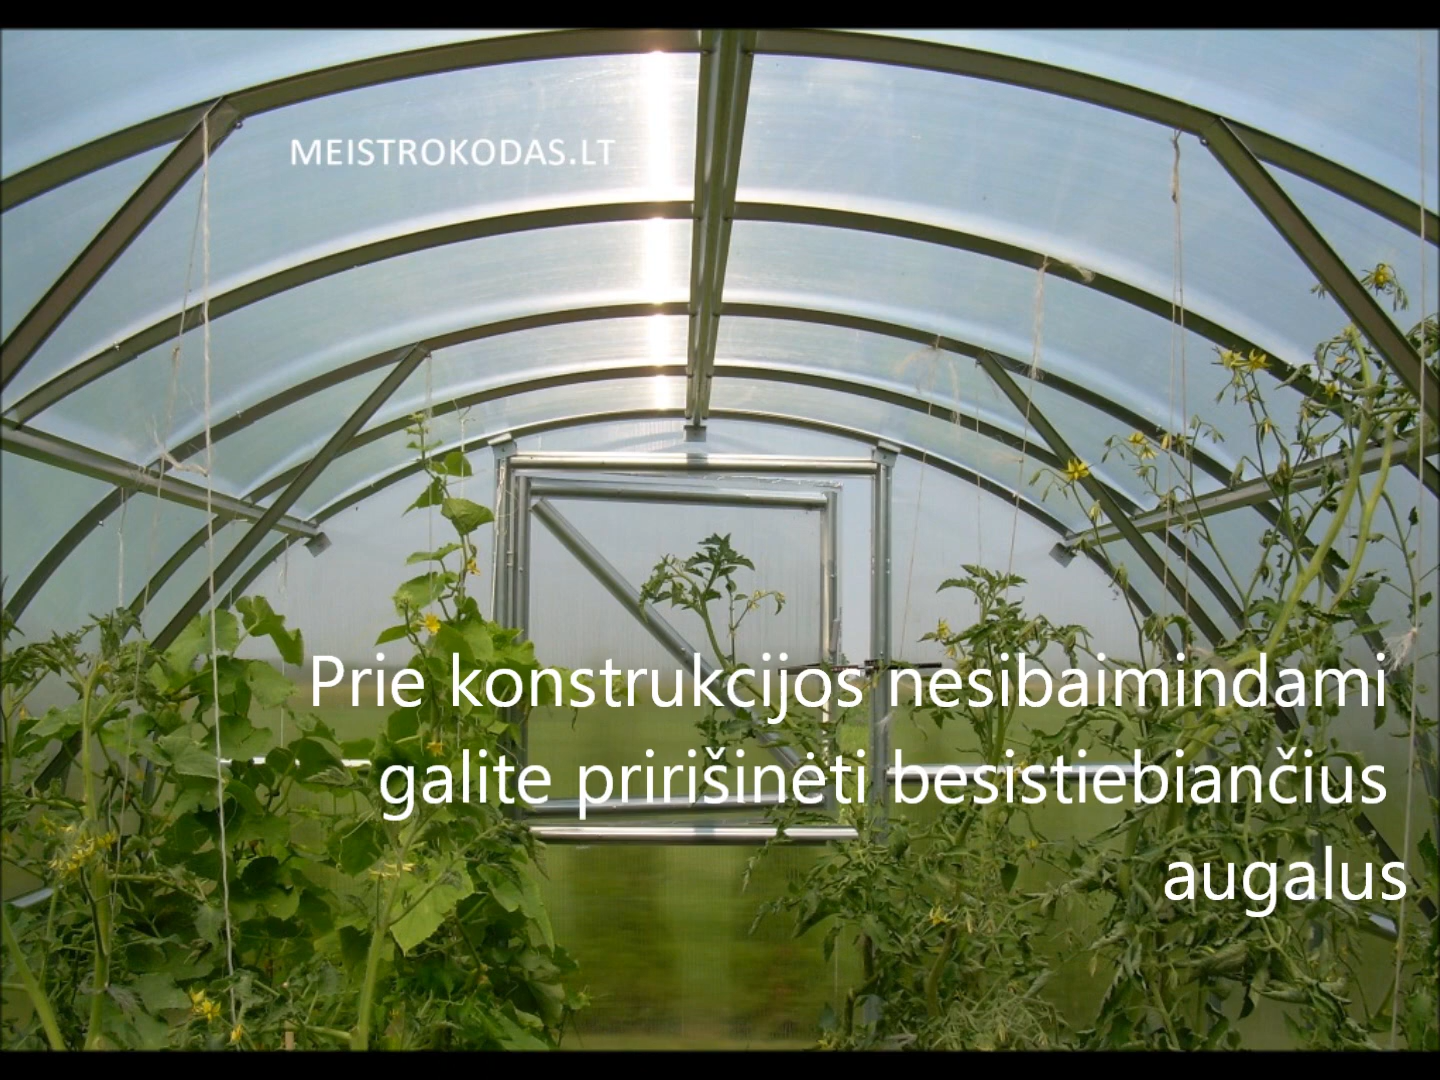 MEISTROKODAS.LT
Prie konstrukcijos nesibaimindami
galite pririšinėti besistiebiančius
augalus